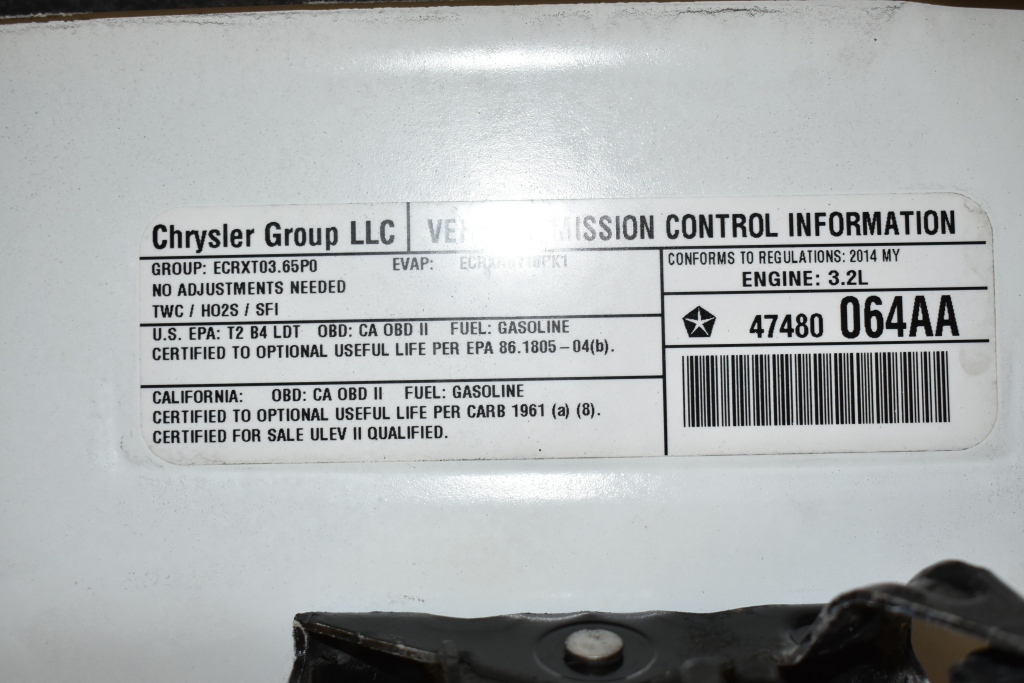 Chrysler Group LLC
CONTROL INFORMATION
GROUP: ECRXT03.65P0 EVAP:
NO ADJUSTMENTS NEEDED
TWC / HO2S / SFI
U.S. EPA: T2 B4 LDT OBD: CA OBD II FUEL: GASOLINE
CERTIFIED TO OPTIONAL USEFUL LIFE PER EPA 86.1805-04(b).
CALIFORNIA: OBD: CA OBD II FUEL: GASOLINE
CERTIFIED TO OPTIONAL USEFUL LIFE PER CARB 1961 (a) (8).
CERTIFIED FOR SALE ULEV II QUALIFIED.
CONFORMS TO REGULATIONS: 2014 MY
ENGINE: 3.2L
47480 064AA